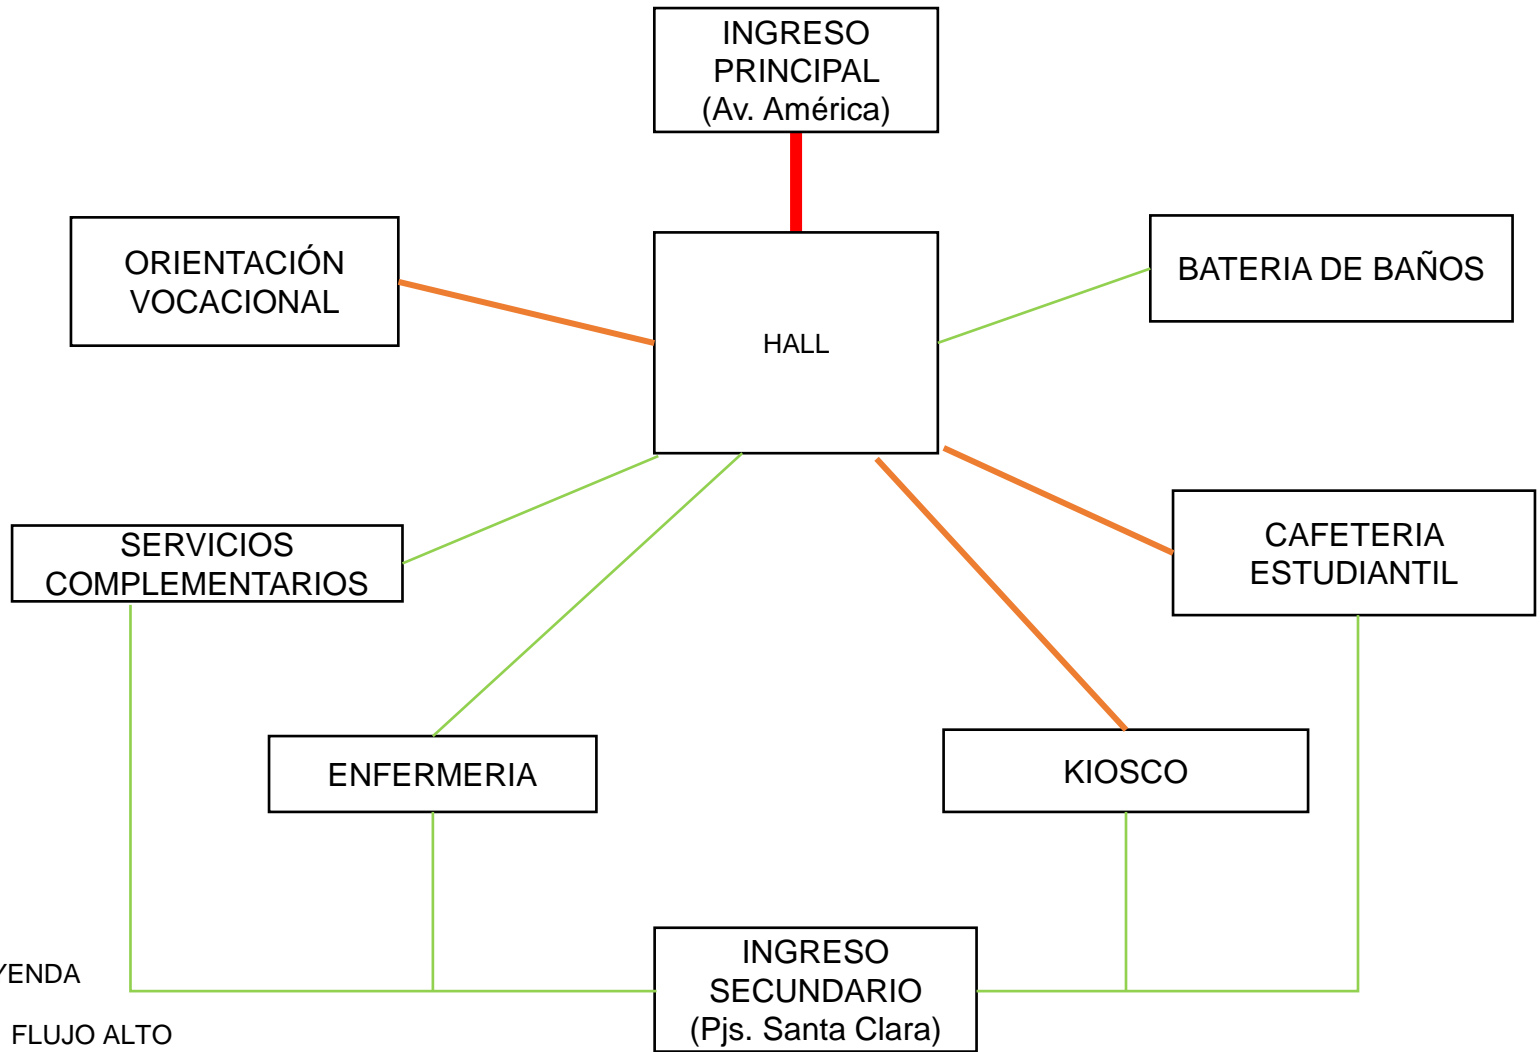 INGRESO
PRINCIPAL
(Av. América)
ORIENTACIÓN
VOCACIONAL
BATERIA DE BAÑOS
HALL
SERVICIOS
COMPLEMENTARIOS
CAFETERIA
ESTUDIANTIL
ENFERMERIA
KIOSCO
INGRESO
SECUNDARIO
(Pjs. Santa Clara)
YENDA
FLUJO ALTO